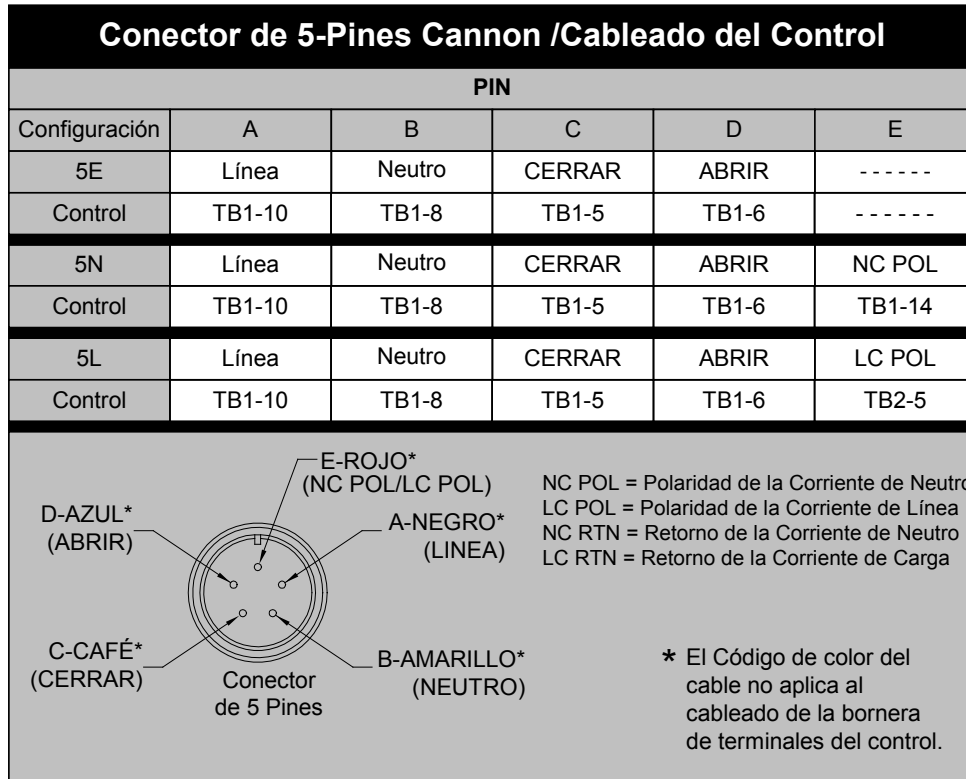 Conector de 5-Pines Cannon /Cableado del Control
PIN
Configuración A B C D E
5E Línea Neutro CERRAR ABRIR ------
Control TB1-10 TB1-8 TB1-5 TB1-6 ------
5N Línea Neutro CERRAR ABRIR NC POL
Control TB1-10 TB1-8 TB1-5 TB1-6 TB1-14
5L Línea Neutro CERRAR ABRIR LC POL
Control TB1-10 TB1-8 TB1-5 TB1-6 TB2-5
E-ROJO*
(NC POL/LC POL)
D-AZUL*
(ABRIR)
A-NEGRO*
(LINEA)
C-CAFÉ*
(CERRAR)
B-AMARILLO*
(NEUTRO)
Conector
de 5 Pines
NC POL = Polaridad de la Corriente de Neutro
LC POL = Polaridad de la Corriente de Línea
NC RTN = Retorno de la Corriente de Neutro
LC RTN = Retorno de la Corriente de Carga
* El Código de color del
cable no aplica al
cableado de la bornera
de terminales del control.